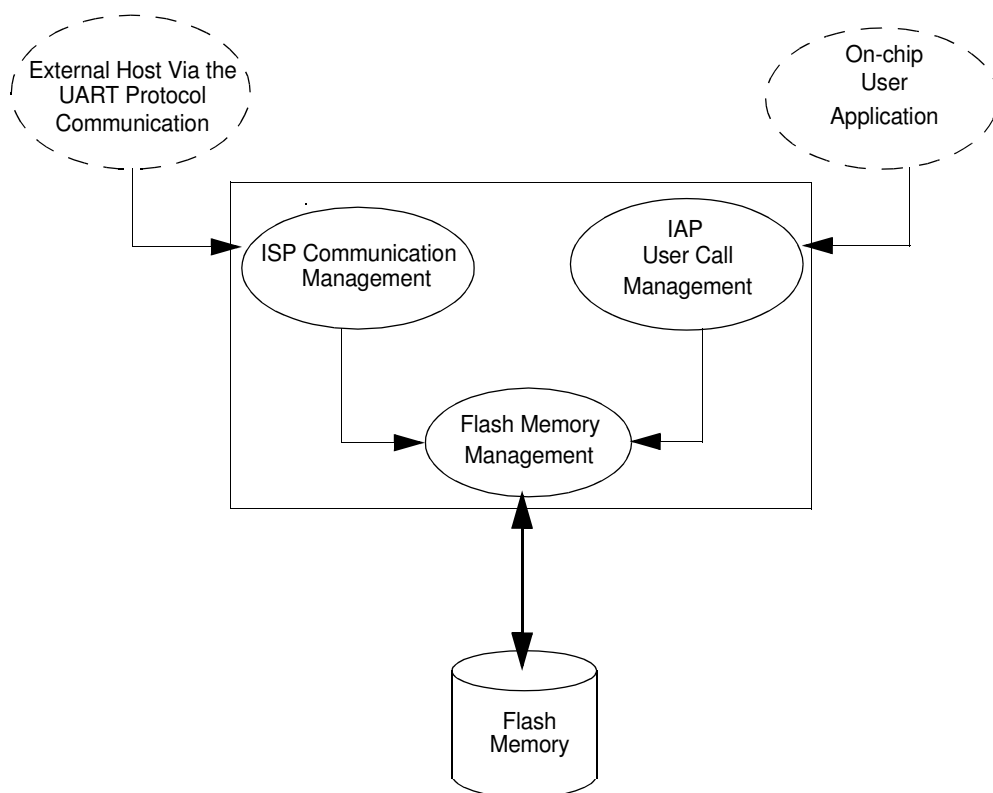 External Host Via the
UART Protocol
Communication
On-chip
User
Application
ISP Communication
Management
IAP
User Call
Management
Flash Memory
Management
Flash
Memory